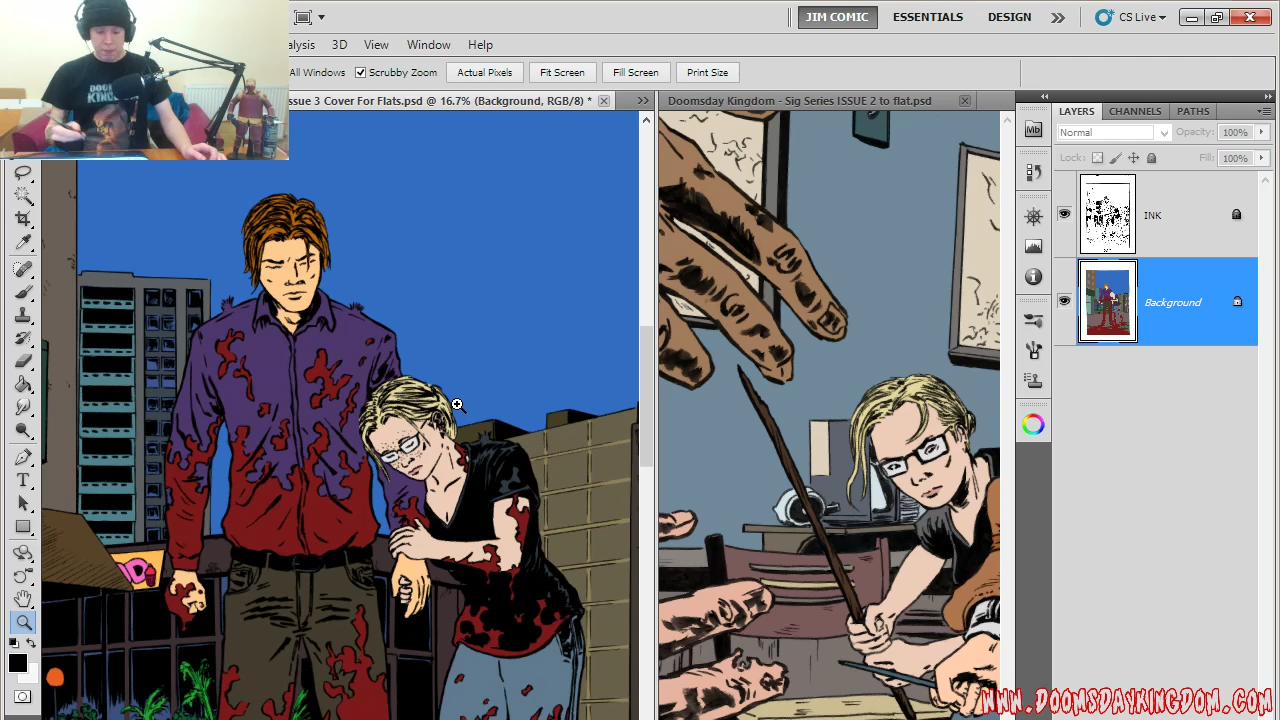 JIM COMIC
ESSENTIALS
DESIGN
CS Live
alysis 3D View Window Help
All Windows Scrubby Zoom Actual Pixels Fit Screen Fill Screen Print Size
ssue 3 Cover For Flats.psd @ 16.7% (Background, RGB/8) *
Doomsday Kingdom - Sig Series ISSUE 2 to flat.psd
LAYERS CHANNELS PATHS
Normal Opacity: 100%
Lock: Fill: 100%
INK
Background
Mb
WWW.DOOMSDAYKINGDOM.COM